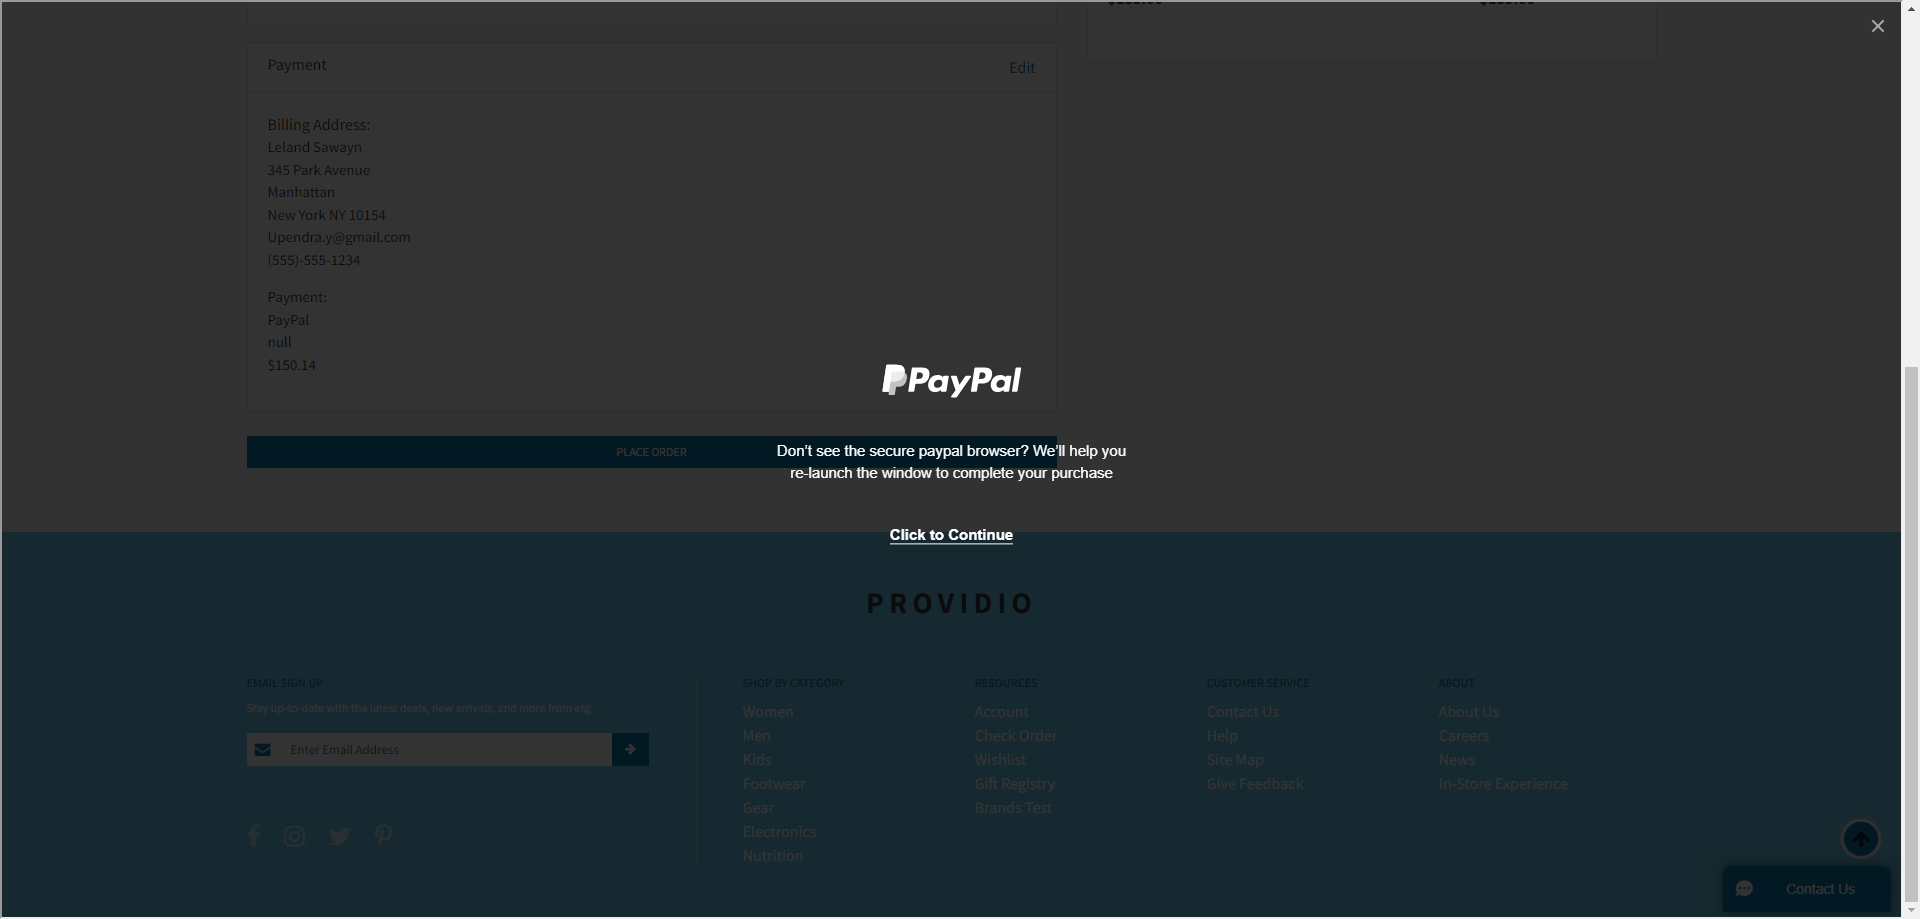 Payment
Edit
Billing Address:
Leland Sawayn
345 Park Avenue
Manhattan
New York NY 10154
Upendra.y@gmail.com
(555)-555-1234
Payment:
PayPal
null
$150.14
PayPal
PLACE ORDER
Don't see the secure paypal browser? We'll help you
re-launch the window to complete your purchase
Click to Continue
PROVIDIO
EMAIL SIGN UP
Stay up-to-date with the latest deals, new arrivals, and more from etg.
Enter Email Address
SHOP BY CATEGORY
Women
Men
Kids
Footwear
Gear
Electronics
Nutrition
RESOURCES
Account
Check Order
Wishlist
Gift Registry
Brands Test
CUSTOMER SERVICE
Contact Us
Help
Site Map
Give Feedback
ABOUT
About Us
Careers
News
In-Store Experience
Contact Us